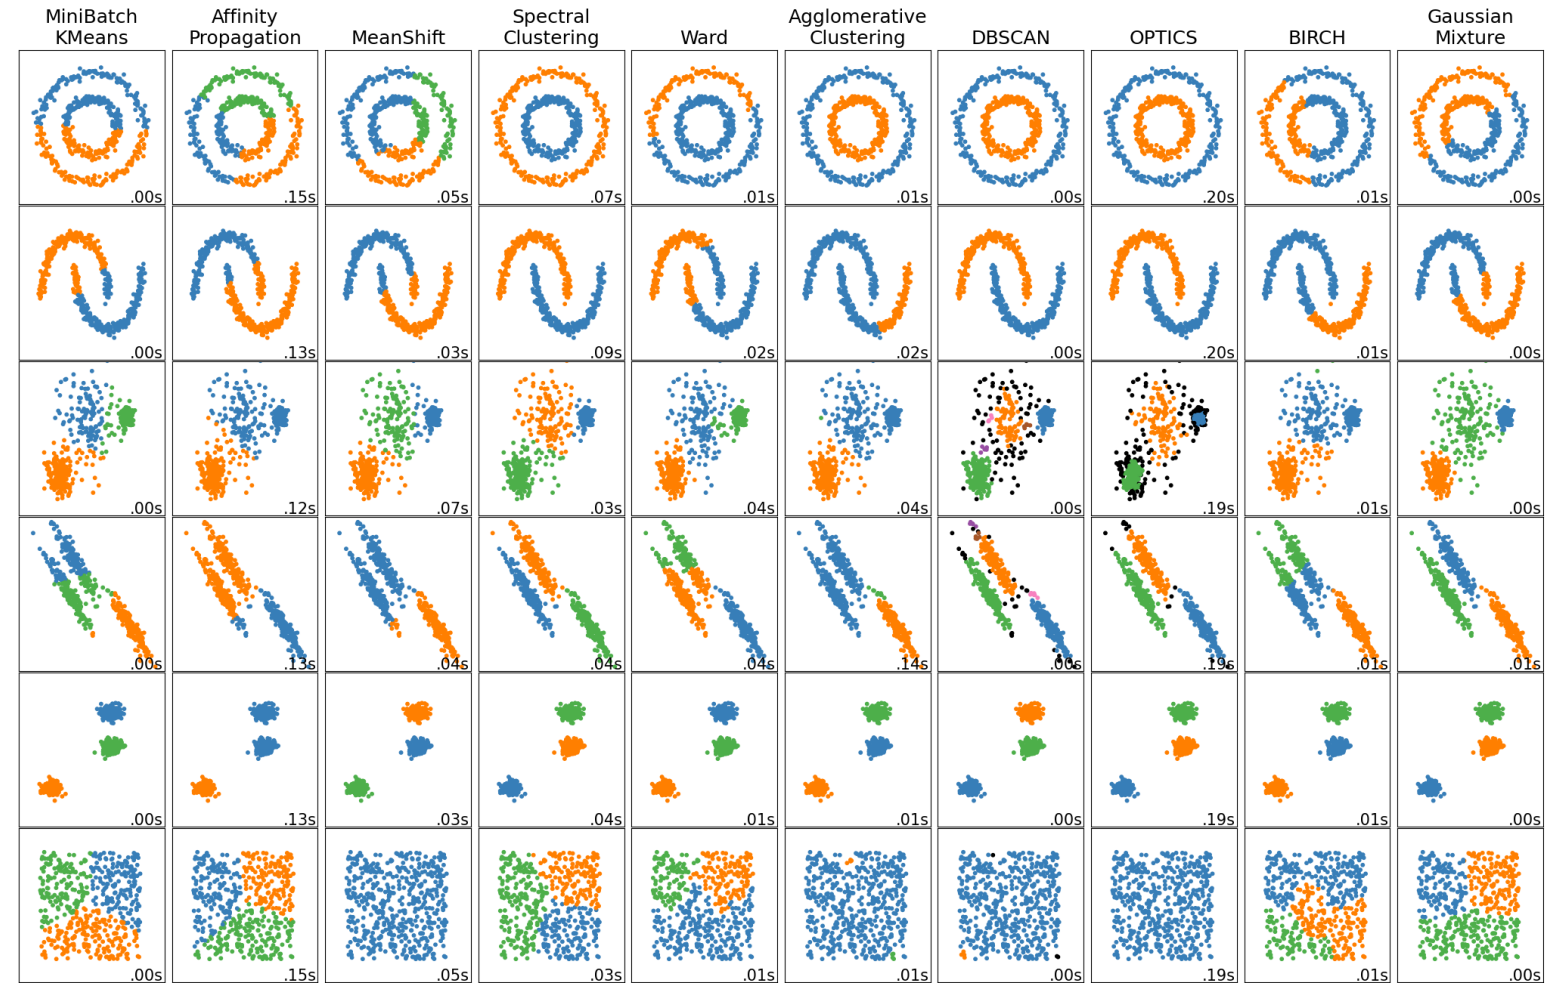 MiniBatch
KMeans
Affinity
Propagation
MeanShift
Spectral
Clustering
Ward
Agglomerative
Clustering
DBSCAN
OPTICS
BIRCH
Gaussian
Mixture
.00s .15s .05s .07s .01s .01s .00s .20s .01s .00s
.00s .13s .03s .09s .02s .02s .00s .20s .01s .00s
.00s .12s .07s .03s .04s .04s .00s .19s .01s .00s
.00s .13s .04s .04s .04s .14s .00s .19s .01s .01s
.00s .13s .03s .04s .01s .01s .00s .19s .01s .00s
.00s .15s .05s .03s .01s .01s .00s .19s .01s .00s